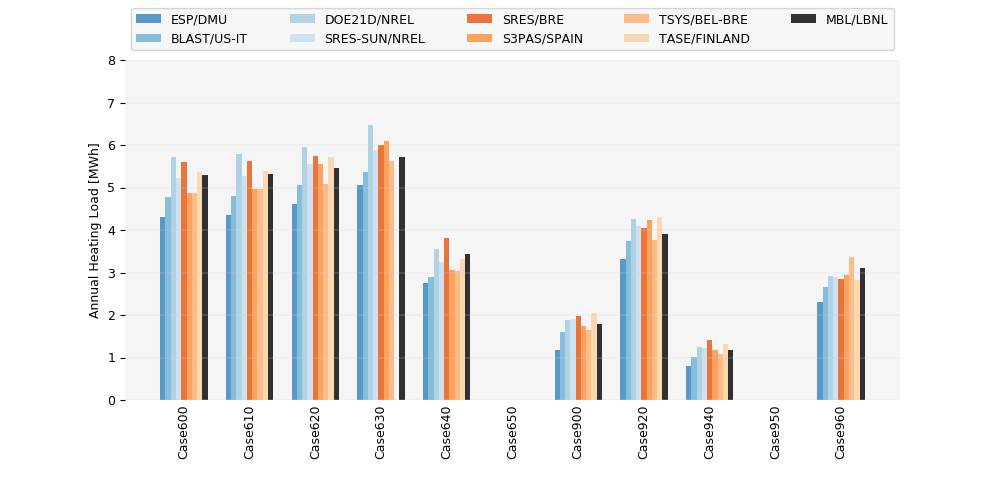 ESP/DMU DOE21D/NREL SRES/BRE TSYS/BEL-BRE MBL/LBNL
BLAST/US-IT SRES-SUN/NREL S3PAS/SPAIN TASE/FINLAND
Annual Heating Load [MWh]
8
7
6
5
4
3
2
1
0
Case600
Case610
Case620
Case630
Case640
Case650
Case900
Case920
Case940
Case950
Case960